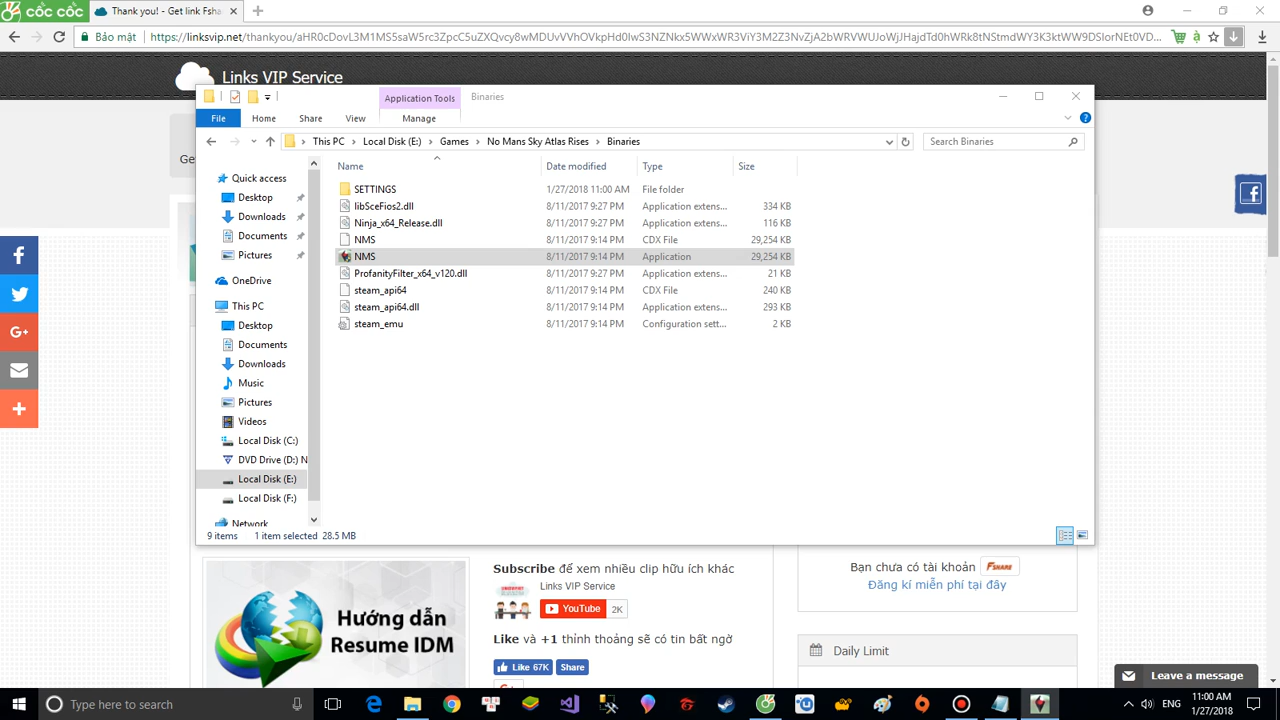 cốc cốc
Thank you! - Get link Fsha
Bảo mật
Links VIP Service
Application Tools
Binaries
File
Home
Share
View
Manage
This PC
Local Disk (E:)
Games
No Mans Sky Atlas Rises
Binaries
Search Binaries
Ge
Name
Date modified
Type
Size
SETTINGS 1/27/2018 11:00 AM File folder
libSceFios2.dll 8/11/2017 9:27 PM Application extens... 334 KB
Ninja_x64_Release.dll 8/11/2017 9:27 PM Application extens... 116 KB
NMS 8/11/2017 9:14 PM CDX File 29,254 KB
NMS 8/11/2017 9:14 PM Application 29,254 KB
ProfanityFilter_x64_v120.dll 8/11/2017 9:27 PM Application extens... 21 KB
steam_api64 8/11/2017 9:14 PM CDX File 240 KB
steam_api64.dll 8/11/2017 9:14 PM Application extens... 293 KB
steam_emu 8/11/2017 9:14 PM Configuration sett... 2 KB
Quick access
Desktop
Downloads
Documents
Pictures
OneDrive
This PC
Desktop
Documents
Downloads
Music
Pictures
Videos
Local Disk (C:)
DVD Drive (D:) N
Local Disk (E:)
Local Disk (F:)
Network
9 items 1 item selected 28.5 MB
Hướng dẫn
Resume IDM
Subscribe để xem nhiều clip hữu ích khác
Links VIP Service
YouTube 2K
Like và +1 thỉnh thoảng sẽ có tin bất ngờ
Like 67K
Share
Bạn chưa có tài khoản FSHARE
Đăng kí miễn phí tại đây
Daily Limit
Leave a message
Type here to search
ENG
11:00 AM
1/27/2018